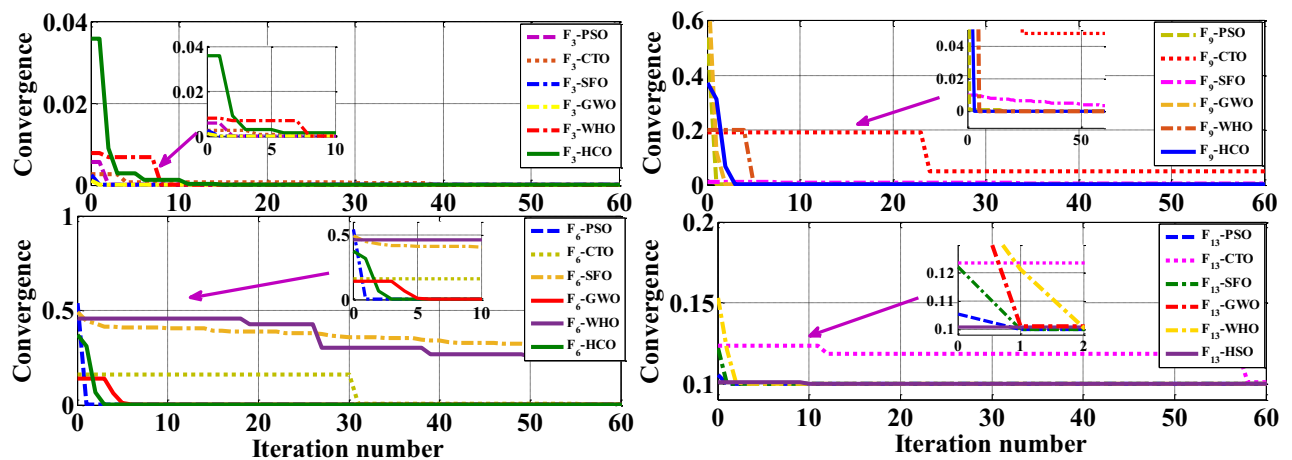 Convergence
0.04
0.02
0
0 10 20 30 40 50 60
0.04
0.02
0
0 5 10
F3-PSO
F3-CTO
F3-SFO
F3-GWO
F3-WHO
F3-HCO
Convergence
0.6
0.4
0.2
0
0 10 20 30 40 50 60
0.04
0.02
0
0 50
F9-PSO
F9-CTO
F9-SFO
F9-GWO
F9-WHO
F9-HCO
Convergence
1
0.5
0
0 10 20 30 40 50 60
Iteration number
0.5
0
0 5 10
F6-PSO
F6-CTO
F6-SFO
F6-GWO
F6-WHO
F6-HCO
Convergence
0.2
0.15
0.1
0 10 20 30 40 50 60
Iteration number
0.12
0.11
0.1
0 1 2
F13-PSO
F13-CTO
F13-SFO
F13-GWO
F13-WHO
F13-HSO